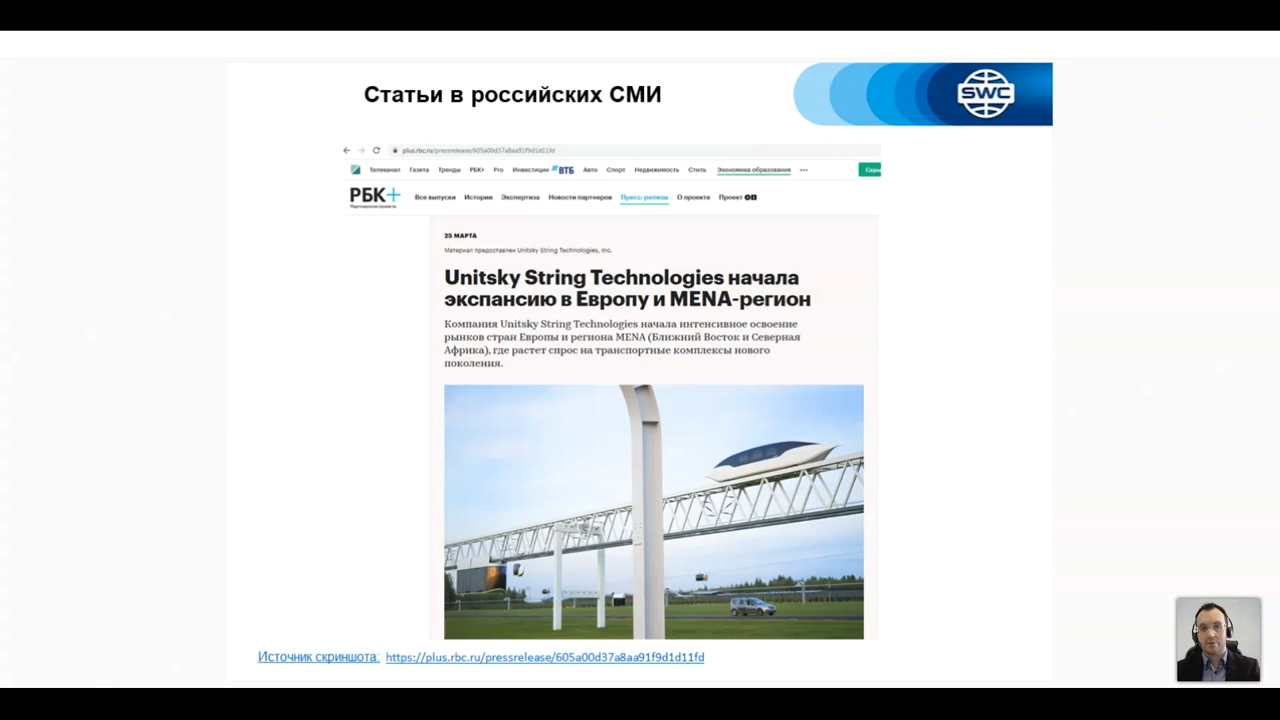 Статьи в российских СМИ
SWC
plus.rbc.ru/pressrelease/605a00d37a8aa91f9d1d11fd
Телеканал Газета Тренды РБК+ Pro Инвестиции ВТБ Авто Спорт Недвижимость Стиль Экономика образования ••• Скры
РБК+ Все выпуски Истории Экспертиза Новости партнеров Пресс-релизы О проекте Проект
Партнерские проекты
25 МАРТА
Материал предоставлен Unitsky String Technologies, Inc.
Unitsky String Technologies начала
экспансию в Европу и MENA-регион
Компания Unitsky String Technologies начала интенсивное освоение
рынков стран Европы и региона MENA (Ближний Восток и Северная
Африка), где растет спрос на транспортные комплексы нового
поколения.
Источник скриншота: https://plus.rbc.ru/pressrelease/605a00d37a8aa91f9d1d11fd